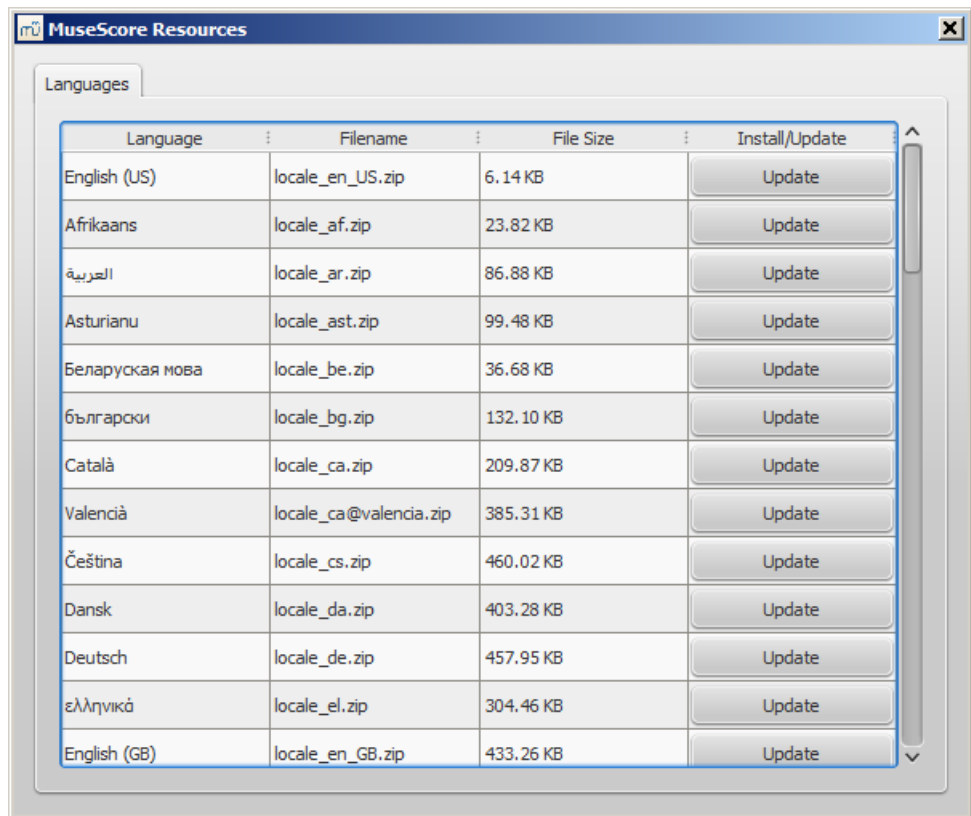 mü MuseScore Resources
Languages
Language Filename File Size Install/Update
English (US) locale_en_US.zip 6.14 KB Update
Afrikaans locale_af.zip 23.82 KB Update
العربية locale_ar.zip 86.88 KB Update
Asturianu locale_ast.zip 99.48 KB Update
Беларуская мова locale_be.zip 36.68 KB Update
български locale_bg.zip 132.10 KB Update
Català locale_ca.zip 209.87 KB Update
Valencià locale_ca@valencia.zip 385.31 KB Update
Čeština locale_cs.zip 460.02 KB Update
Dansk locale_da.zip 403.28 KB Update
Deutsch locale_de.zip 457.95 KB Update
ελληνικά locale_el.zip 304.46 KB Update
English (GB) locale_en_GB.zip 433.26 KB Update